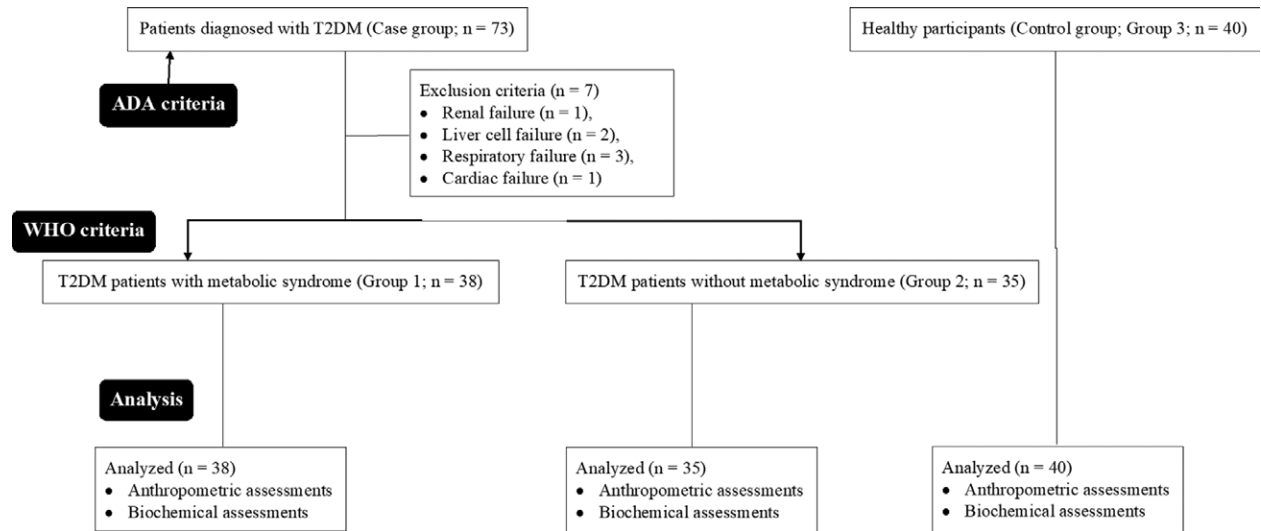 Patients diagnosed with T2DM (Case group; n = 73)
Healthy participants (Control group; Group 3; n = 40)
ADA criteria
Exclusion criteria (n = 7)
● Renal failure (n = 1),
● Liver cell failure (n = 2),
● Respiratory failure (n = 3),
● Cardiac failure (n = 1)
WHO criteria
T2DM patients with metabolic syndrome (Group 1; n = 38)
T2DM patients without metabolic syndrome (Group 2; n = 35)
Analysis
Analyzed (n = 38)
● Anthropometric assessments
● Biochemical assessments
Analyzed (n = 35)
● Anthropometric assessments
● Biochemical assessments
Analyzed (n = 40)
● Anthropometric assessments
● Biochemical assessments